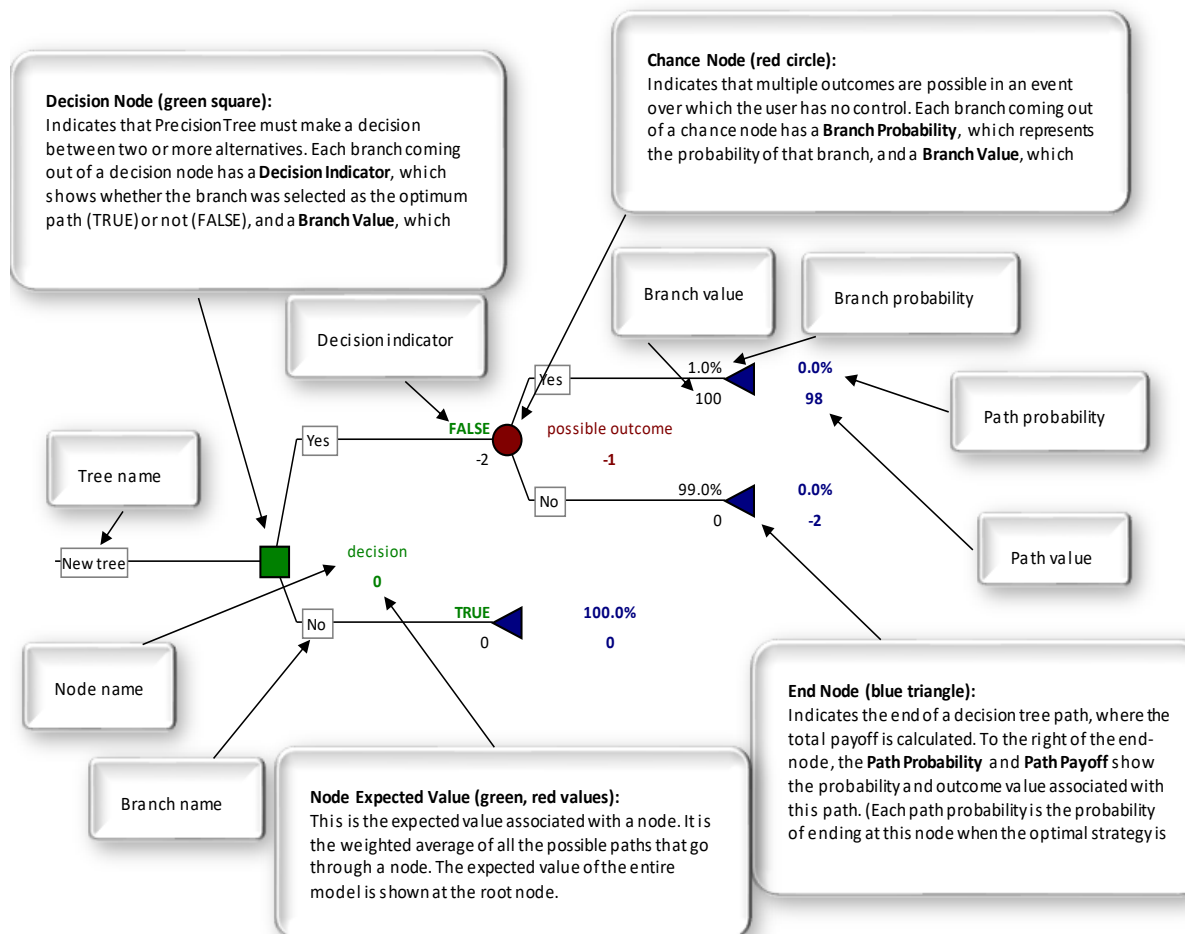 Chance Node (red circle):
Indicates that multiple outcomes are possible in an event
over which the user has no control. Each branch coming out
of a chance node has a Branch Probability, which represents
the probability of that branch, and a Branch Value, which
Decision Node (green square):
Indicates that PrecisionTree must make a decision
between two or more alternatives. Each branch coming
out of a decision node has a Decision Indicator, which
shows whether the branch was selected as the optimum
path (TRUE) or not (FALSE), and a Branch Value, which
Branch value
Branch probability
Decision indicator
1.0%
0.0%
Yes
100
98
Path probability
FALSE
possible outcome
Yes
-2
-1
Tree name
99.0%
0.0%
No
0
-2
Path value
New tree
decision
0
TRUE
100.0%
No
0
0
Node name
End Node (blue triangle):
Indicates the end of a decision tree path, where the
total payoff is calculated. To the right of the end-
node, the Path Probability and Path Payoff show
the probability and outcome value associated with
this path. (Each path probability is the probability
of ending at this node when the optimal strategy is
Branch name
Node Expected Value (green, red values):
This is the expected value associated with a node. It is
the weighted average of all the possible paths that go
through a node. The expected value of the entire
model is shown at the root node.